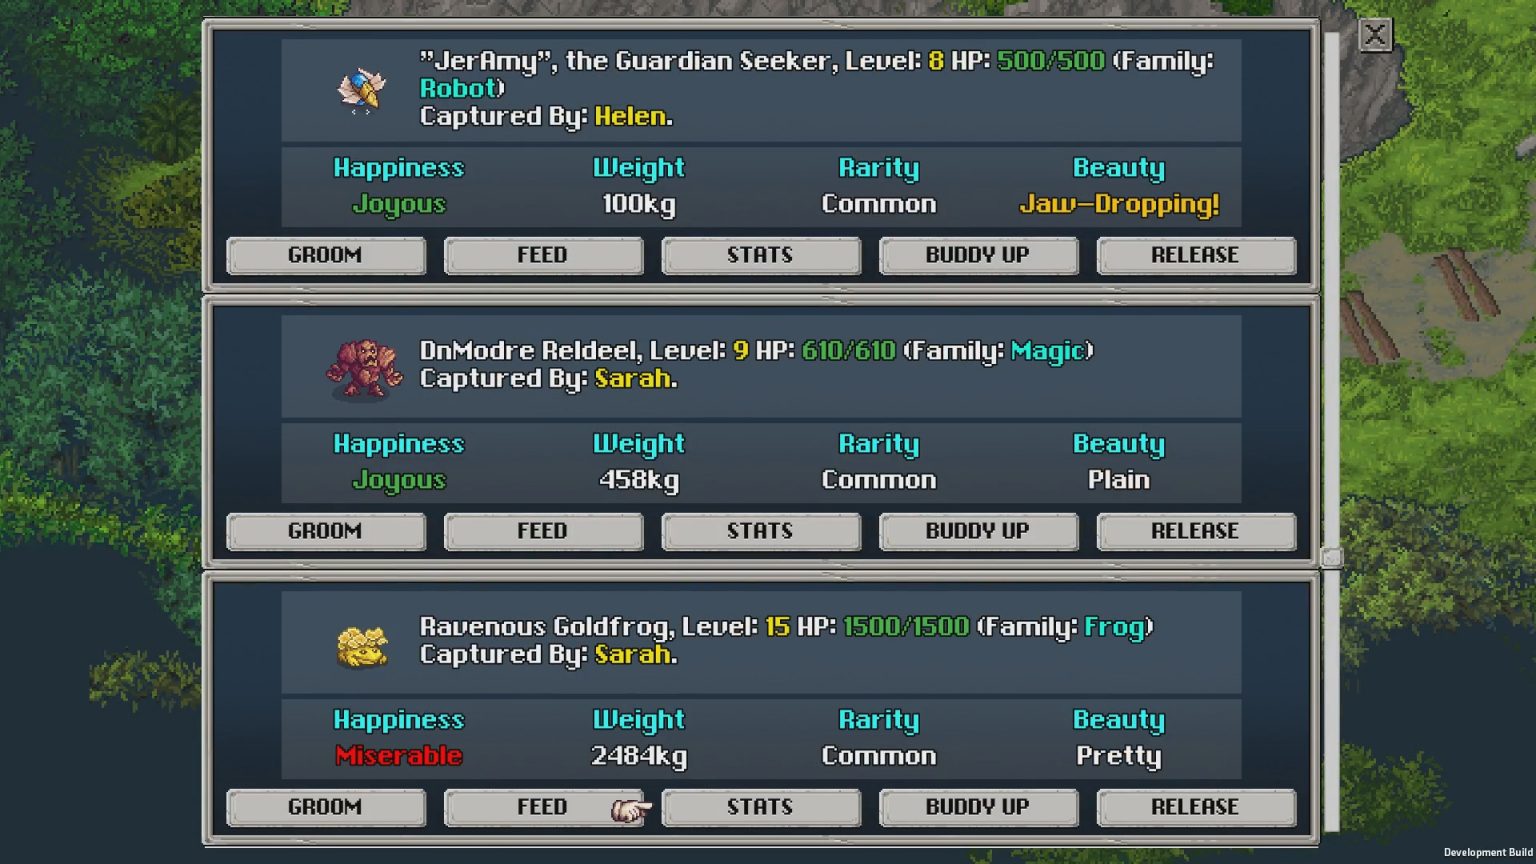 "JerAmy", the Guardian Seeker, Level: 8 HP: 500/500 (Family:
Robot)
Captured By: Helen.
Happiness Weight Rarity Beauty
Joyous 100kg Common Jaw-Dropping!
GROOM FEED STATS BUDDY UP RELEASE
DnModre Reldeel, Level: 9 HP: 610/610 (Family: Magic)
Captured By: Sarah.
Happiness Weight Rarity Beauty
Joyous 458kg Common Plain
GROOM FEED STATS BUDDY UP RELEASE
Ravenous Goldfrog, Level: 15 HP: 1500/1500 (Family: Frog)
Captured By: Sarah.
Happiness Weight Rarity Beauty
Miserable 2484kg Common Pretty
GROOM FEED STATS BUDDY UP RELEASE
Development Build